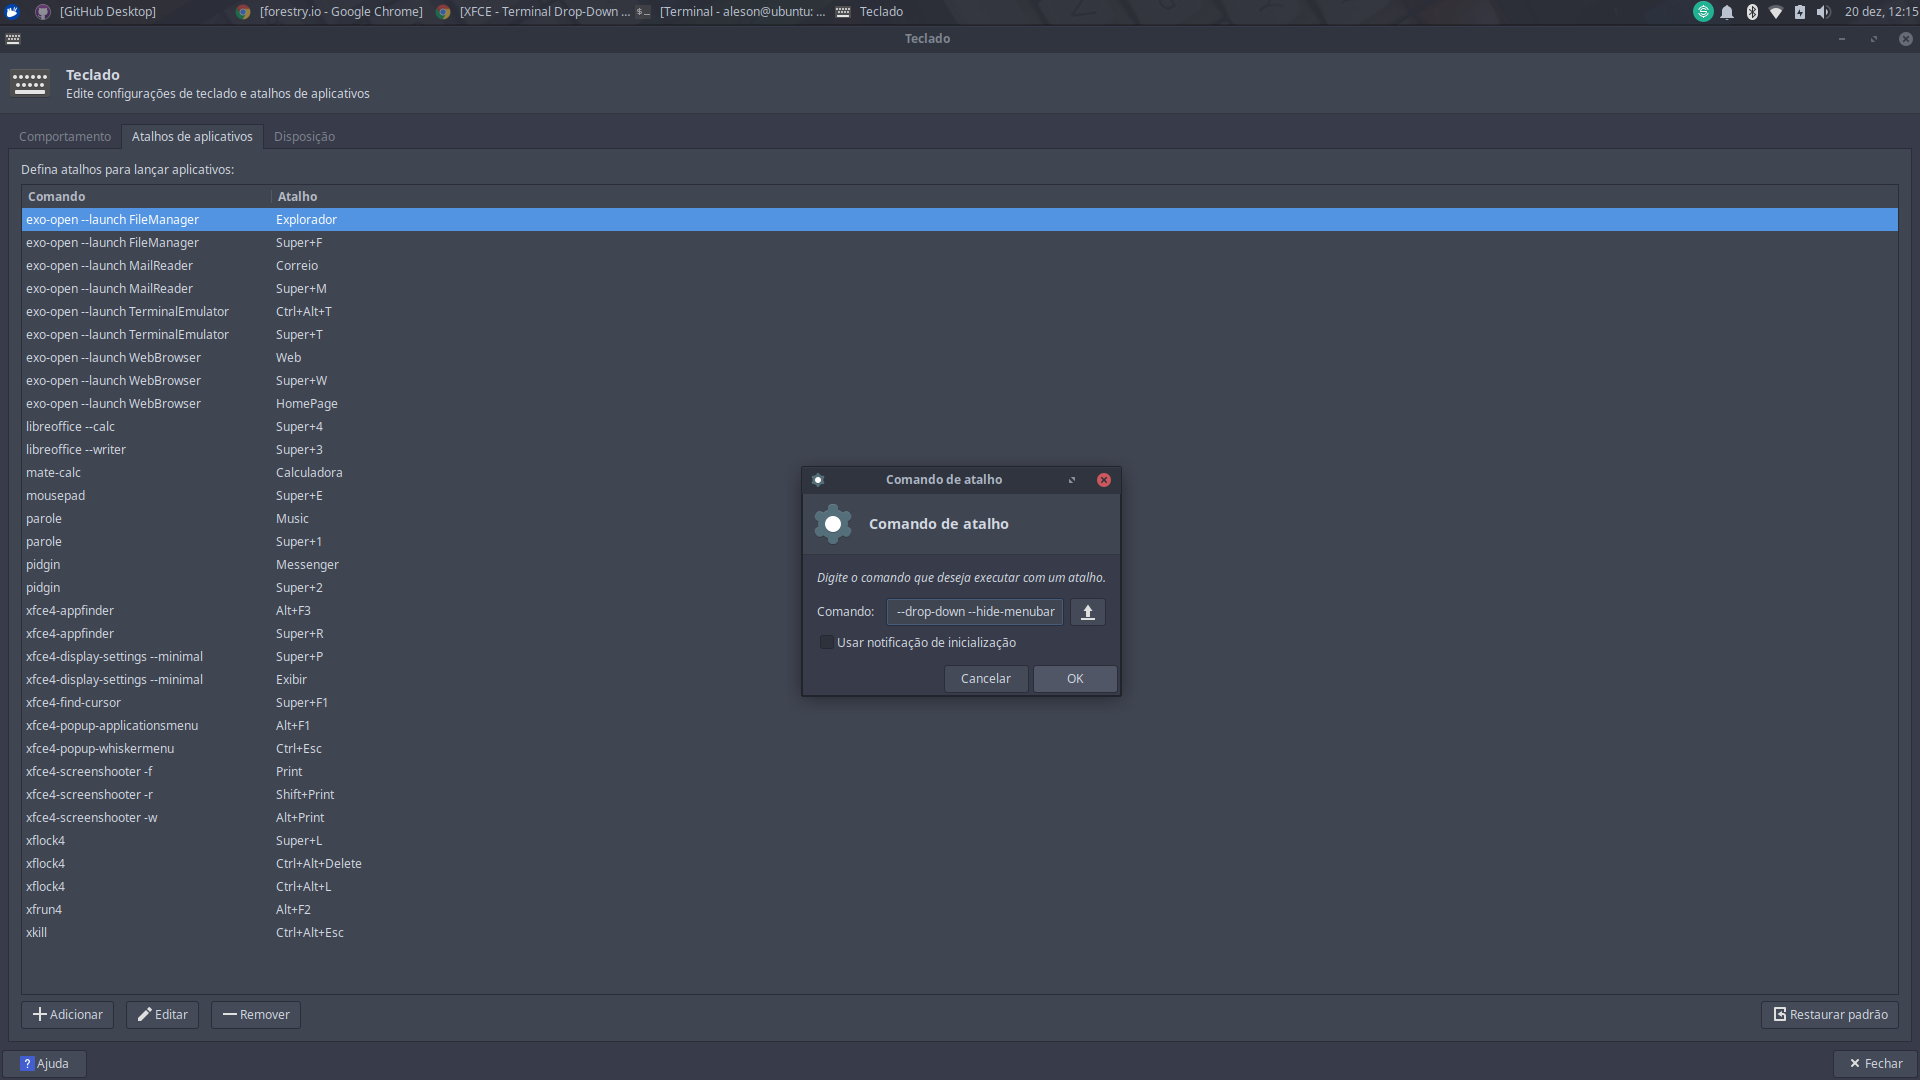 [GitHub Desktop] [forestry.io - Google Chrome] [XFCE - Terminal Drop-Down ... [Terminal - aleson@ubuntu: ... Teclado 20 dez, 12:15
Teclado
Teclado
Edite configurações de teclado e atalhos de aplicativos
Comportamento Atalhos de aplicativos Disposição
Defina atalhos para lançar aplicativos:
Comando Atalho
exo-open --launch FileManager Explorador
exo-open --launch FileManager Super+F
exo-open --launch MailReader Correio
exo-open --launch MailReader Super+M
exo-open --launch TerminalEmulator Ctrl+Alt+T
exo-open --launch TerminalEmulator Super+T
exo-open --launch WebBrowser Web
exo-open --launch WebBrowser Super+W
exo-open --launch WebBrowser HomePage
libreoffice --calc Super+4
libreoffice --writer Super+3
mate-calc Calculadora
mousepad Super+E
parole Music
parole Super+1
pidgin Messenger
pidgin Super+2
xfce4-appfinder Alt+F3
xfce4-appfinder Super+R
xfce4-display-settings --minimal Super+P
xfce4-display-settings --minimal Exibir
xfce4-find-cursor Super+F1
xfce4-popup-applicationsmenu Alt+F1
xfce4-popup-whiskermenu Ctrl+Esc
xfce4-screenshooter -f Print
xfce4-screenshooter -r Shift+Print
xfce4-screenshooter -w Alt+Print
xflock4 Super+L
xflock4 Ctrl+Alt+Delete
xflock4 Ctrl+Alt+L
xfrun4 Alt+F2
xkill Ctrl+Alt+Esc
Comando de atalho
Comando de atalho
Digite o comando que deseja executar com um atalho.
Comando: --drop-down --hide-menubar
Usar notificação de inicialização
Cancelar OK
Adicionar Editar Remover Restaurar padrão
? Ajuda Fechar